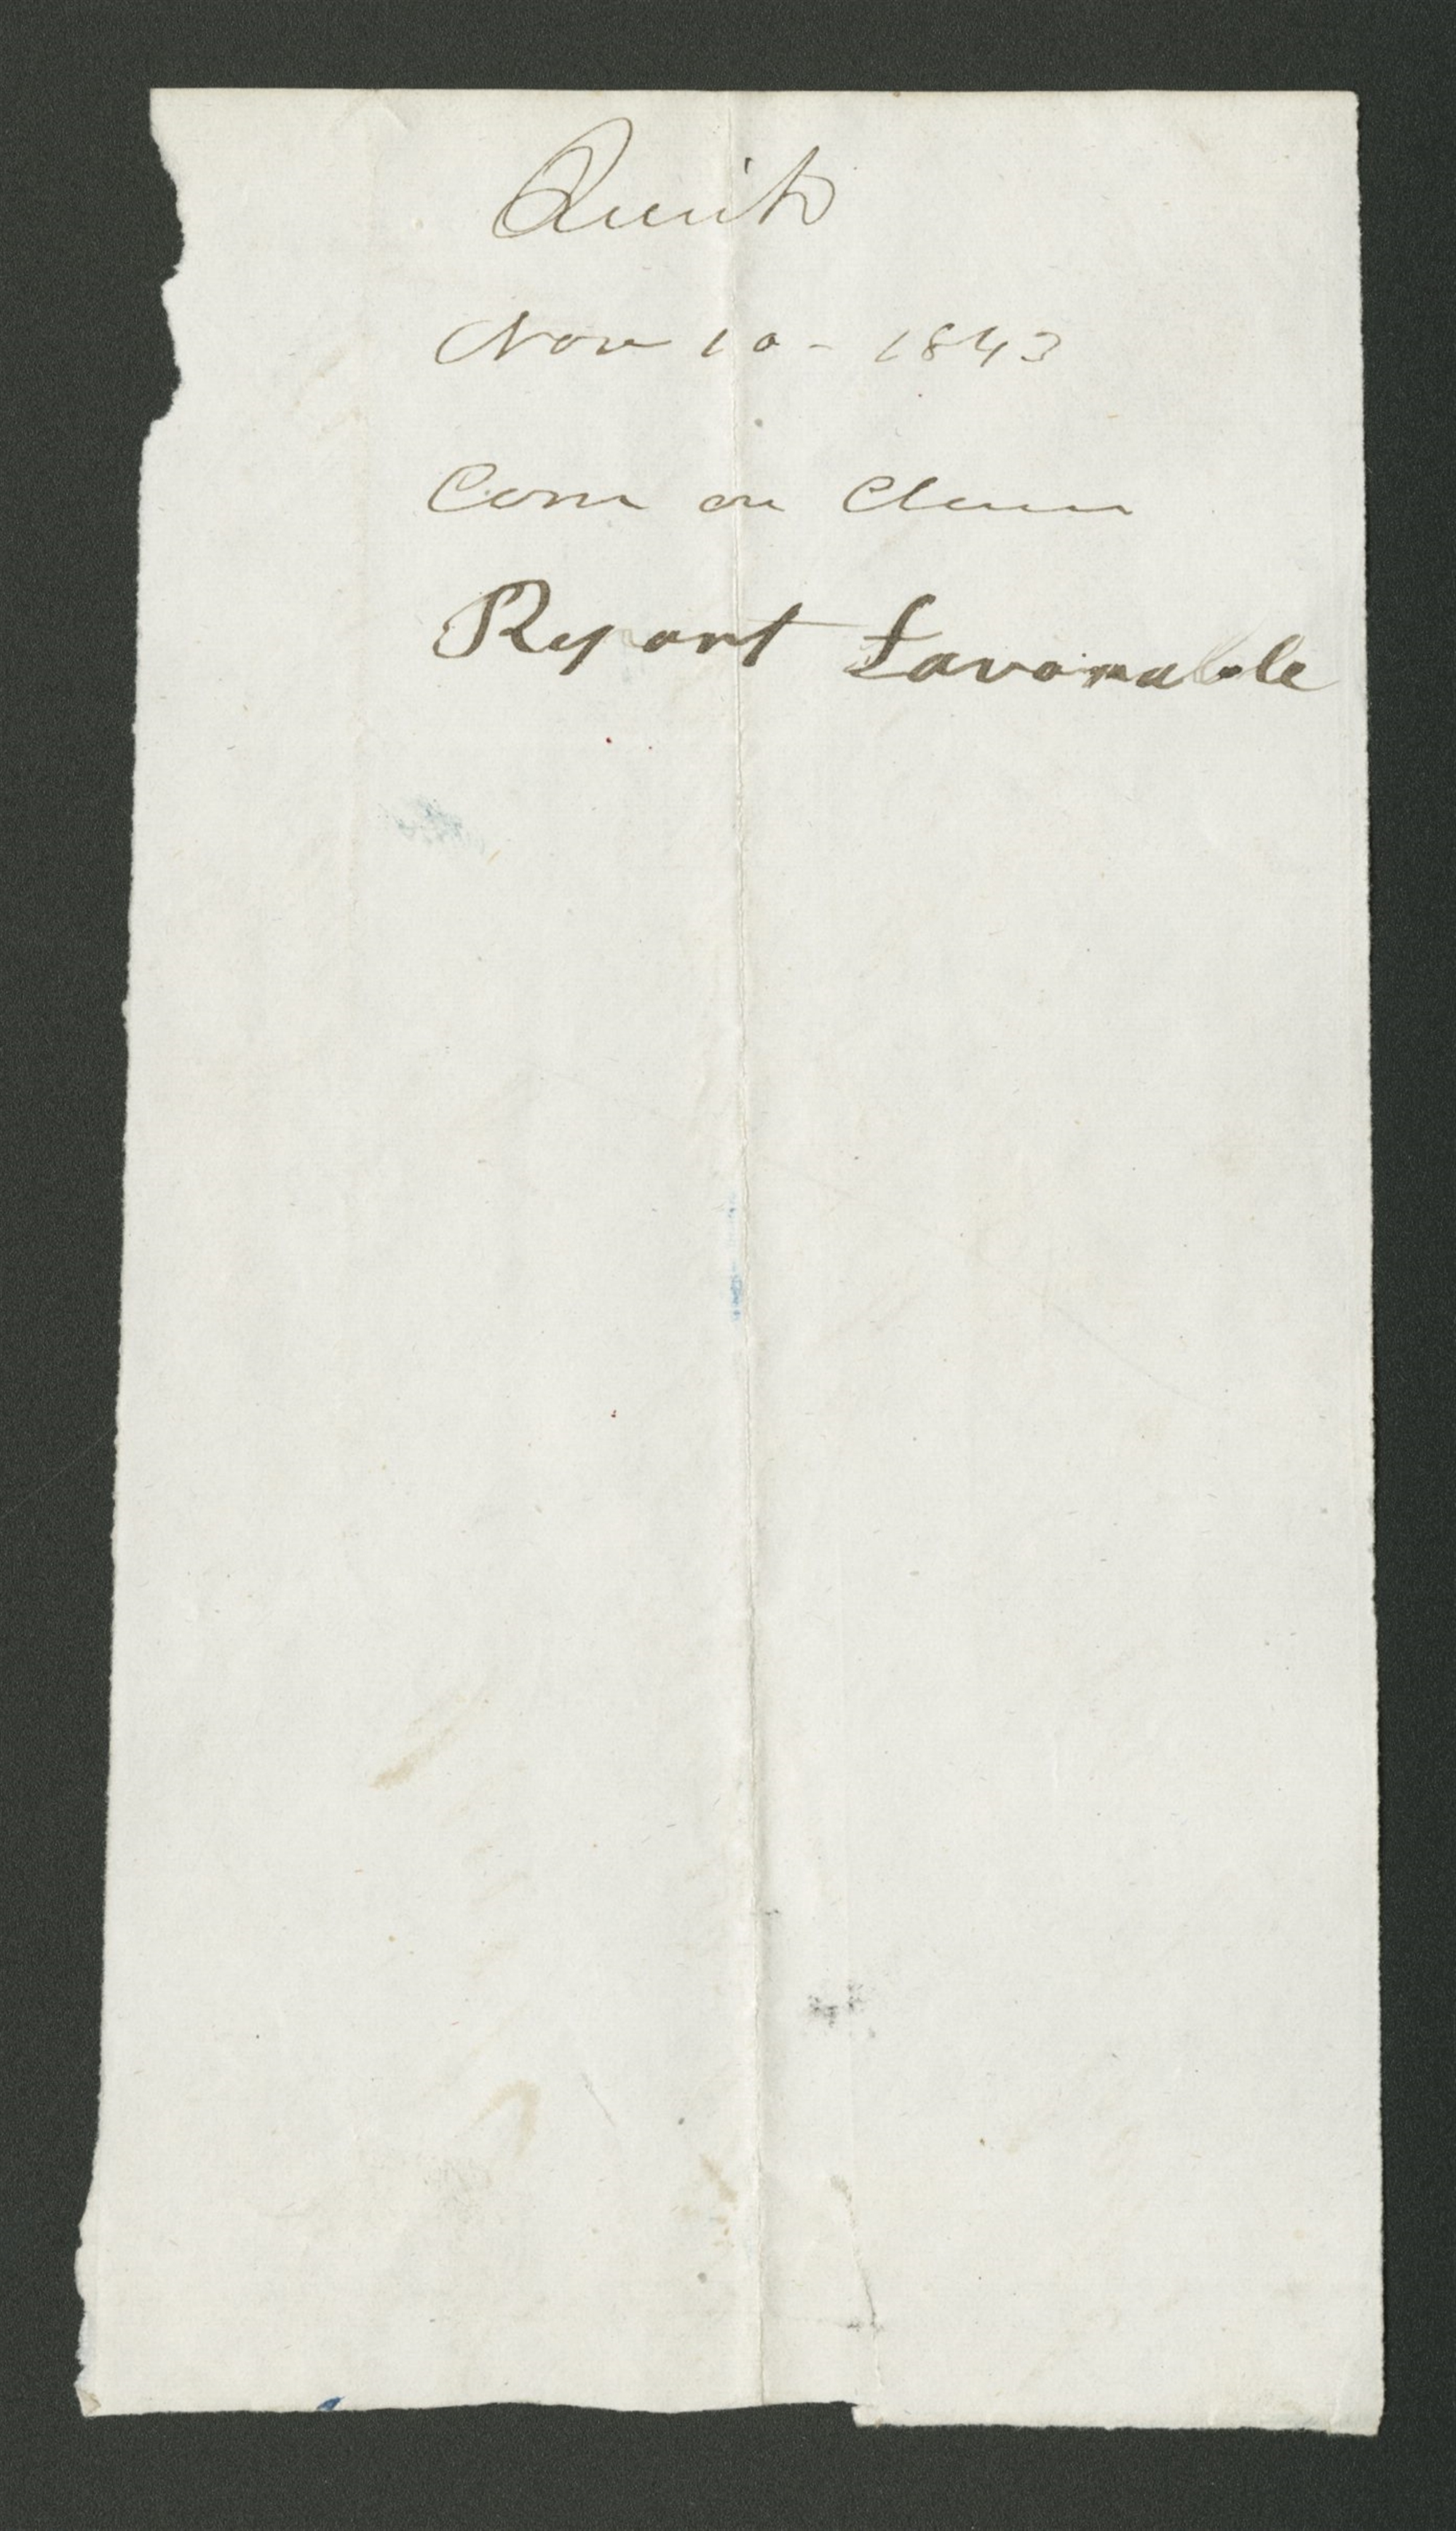 Nov 10 - 1843
Com on Claim
Report favorable